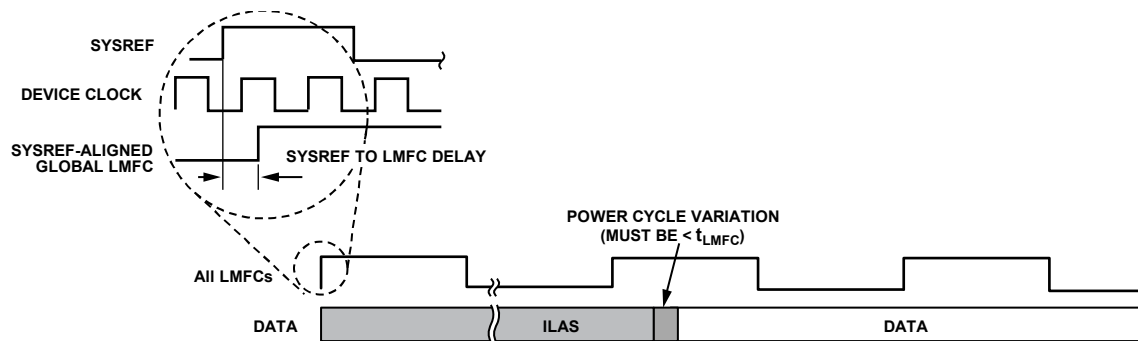 SYSREF
DEVICE CLOCK
SYSREF-ALIGNED
GLOBAL LMFC
SYSREF TO LMFC DELAY
POWER CYCLE VARIATION
(MUST BE < tLMFC)
All LMFCs
DATA
ILAS
DATA